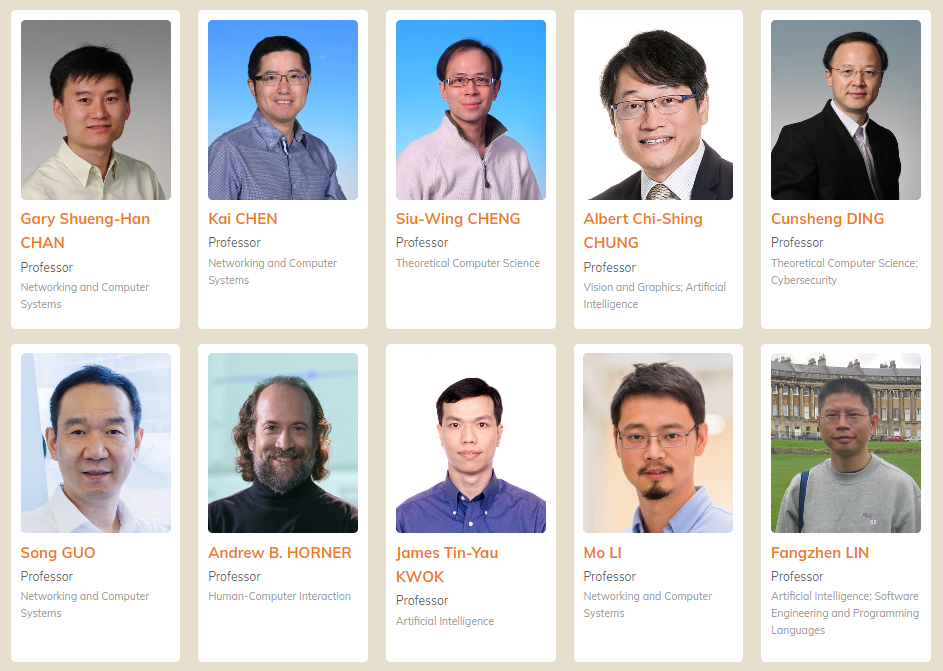 Gary Shueng-Han
CHAN
Professor
Networking and Computer
Systems
Kai CHEN
Professor
Networking and Computer
Systems
Siu-Wing CHENG
Professor
Theoretical Computer Science
Albert Chi-Shing
CHUNG
Professor
Vision and Graphics; Artificial
Intelligence
Cunsheng DING
Professor
Theoretical Computer Science;
Cybersecurity
Song GUO
Professor
Networking and Computer
Systems
Andrew B. HORNER
Professor
Human-Computer Interaction
James Tin-Yau
KWOK
Professor
Artificial Intelligence
Mo LI
Professor
Networking and Computer
Systems
Fangzhen LIN
Professor
Artificial Intelligence; Software
Engineering and Programming
Languages